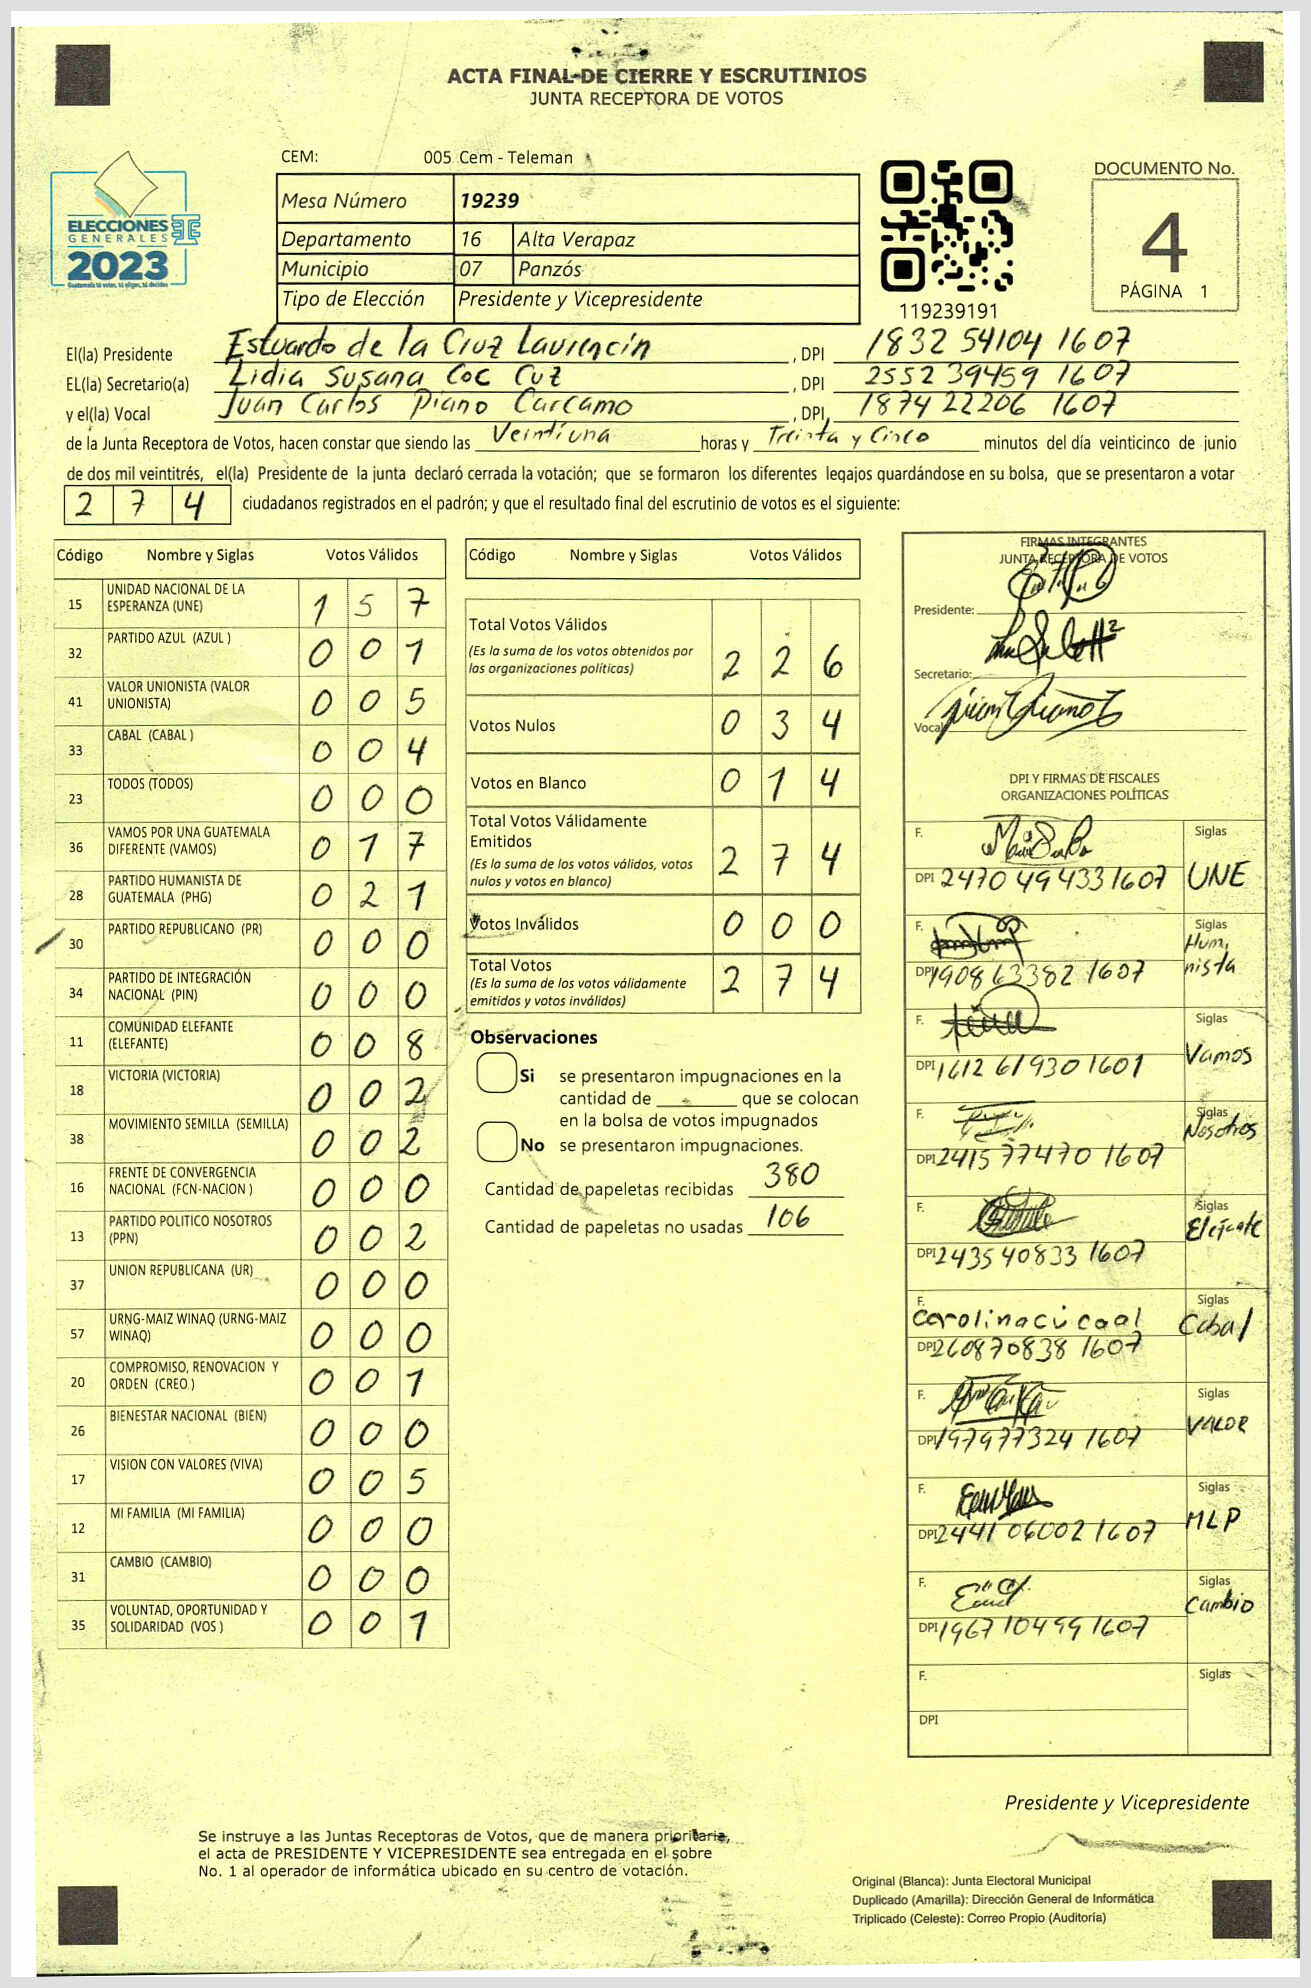 ACTA FINAL DE CIERRE Y ESCRUTINIOS
JUNTA RECEPTORA DE VOTOS
CEM: 005 Cem - Teleman
ELECCIONES
GENERALES
2023
Guatemala tú votas, tú eliges, tú decides
Mesa Número 19239
Departamento 16 Alta Verapaz
Municipio 07 Panzós
Tipo de Elección Presidente y Vicepresidente
119239191
DOCUMENTO No.
4
PÁGINA 1
El(la) Presidente Estuardo de la Cruz Laurencin , DPI 1832 54104 1607
EL(la) Secretario(a) Lidia Susana Coc Cuz , DPI 2552 39459 1607
y el(la) Vocal Juan Carlos Piano Carcamo , DPI, 1874 22206 1607
de la Junta Receptora de Votos, hacen constar que siendo las Veintiuna horas y Treinta y Cinco minutos del día veinticinco de junio
de dos mil veintitrés, el(la) Presidente de la junta declaró cerrada la votación; que se formaron los diferentes legajos guardándose en su bolsa, que se presentaron a votar
2 7 4 ciudadanos registrados en el padrón; y que el resultado final del escrutinio de votos es el siguiente:
Código Nombre y Siglas Votos Válidos
15 UNIDAD NACIONAL DE LA
ESPERANZA (UNE) 1 5 7
32 PARTIDO AZUL (AZUL ) 0 0 1
41 VALOR UNIONISTA (VALOR
UNIONISTA) 0 0 5
33 CABAL (CABAL ) 0 0 4
23 TODOS (TODOS) 0 0 0
36 VAMOS POR UNA GUATEMALA
DIFERENTE (VAMOS) 0 1 7
28 PARTIDO HUMANISTA DE
GUATEMALA (PHG) 0 2 1
30 PARTIDO REPUBLICANO (PR) 0 0 0
34 PARTIDO DE INTEGRACIÓN
NACIONAL (PIN) 0 0 0
11 COMUNIDAD ELEFANTE
(ELEFANTE) 0 0 8
18 VICTORIA (VICTORIA) 0 0 2
38 MOVIMIENTO SEMILLA (SEMILLA) 0 0 2
16 FRENTE DE CONVERGENCIA
NACIONAL (FCN-NACION ) 0 0 0
13 PARTIDO POLITICO NOSOTROS
(PPN) 0 0 2
37 UNION REPUBLICANA (UR) 0 0 0
57 URNG-MAIZ WINAQ (URNG-MAIZ
WINAQ) 0 0 0
20 COMPROMISO, RENOVACION Y
ORDEN (CREO ) 0 0 1
26 BIENESTAR NACIONAL (BIEN) 0 0 0
17 VISION CON VALORES (VIVA) 0 0 5
12 MI FAMILIA (MI FAMILIA) 0 0 0
31 CAMBIO (CAMBIO) 0 0 0
35 VOLUNTAD, OPORTUNIDAD Y
SOLIDARIDAD (VOS ) 0 0 1
Código Nombre y Siglas Votos Válidos
Total Votos Válidos
(Es la suma de los votos obtenidos por
las organizaciones políticas) 2 2 6
Votos Nulos 0 3 4
Votos en Blanco 0 1 4
Total Votos Válidamente
Emitidos
(Es la suma de los votos válidos, votos
nulos y votos en blanco) 2 7 4
Votos Inválidos 0 0 0
Total Votos
(Es la suma de los votos válidamente
emitidos y votos inválidos) 2 7 4
Observaciones
Si se presentaron impugnaciones en la
cantidad de que se colocan
en la bolsa de votos impugnados
No se presentaron impugnaciones.
Cantidad de papeletas recibidas 380
Cantidad de papeletas no usadas 106
FIRMAS INTEGRANTES
JUNTA RECEPTORA DE VOTOS
Presidente:
Secretario:
Vocal
DPI Y FIRMAS DE FISCALES
ORGANIZACIONES POLÍTICAS
F. Siglas
DPI 2470 49433 1607 UNE
F. Siglas
DPI 1908 63382 1607 Humnista
F. Siglas
DPI 1612 61930 1601 Vamos
F. Siglas
DPI 2415 77470 1607 Nosotros
F. Siglas
DPI 2435 40833 1607 Elefante
F. Carolina cú caal Siglas
DPI 2608 70838 1607 Cabal
F. Siglas
DPI 1979 77324 1607 VALOR
F. Siglas
DPI 2441 06002 1607 MLP
F. Siglas
DPI 1967 10499 1607 Cambio
F. Siglas
DPI
Presidente y Vicepresidente
Se instruye a las Juntas Receptoras de Votos, que de manera prioritaria,
el acta de PRESIDENTE Y VICEPRESIDENTE sea entregada en el sobre
No. 1 al operador de informática ubicado en su centro de votación.
Original (Blanca): Junta Electoral Municipal
Duplicado (Amarilla): Dirección General de Informática
Triplicado (Celeste): Correo Propio (Auditoría)